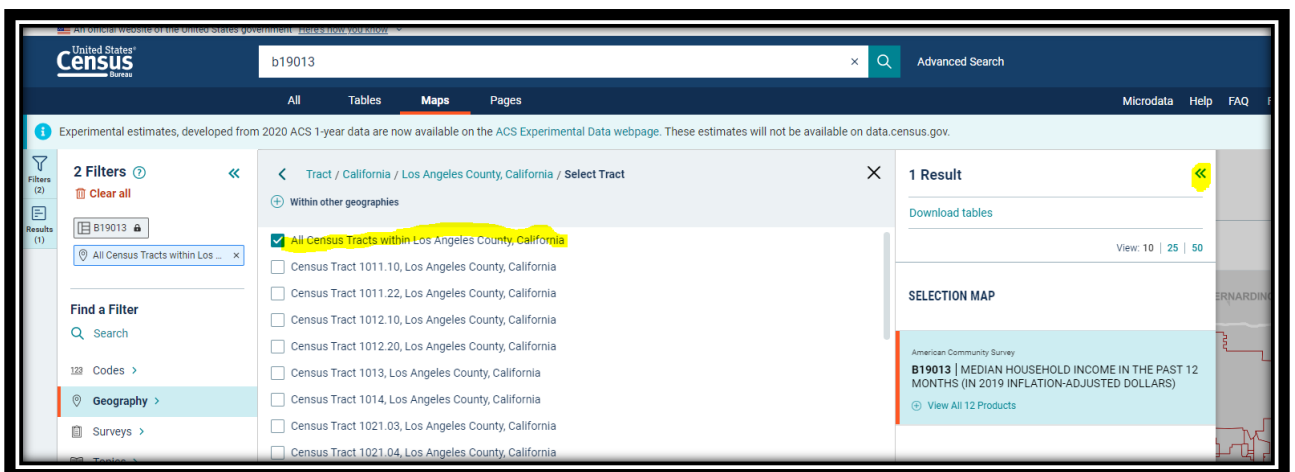 An official website of the United States government Here's how you know
United States®
Census
Bureau
b19013
Advanced Search
All Tables Maps Pages
Microdata Help FAQ
Experimental estimates, developed from 2020 ACS 1-year data are now available on the ACS Experimental Data webpage. These estimates will not be available on data.census.gov.
Filters
(2)
Results
(1)
2 Filters
Clear all
B19013
All Census Tracts within Los ... ×
Find a Filter
Search
123 Codes >
Geography >
Surveys >
Topics >
Tract / California / Los Angeles County, California / Select Tract
Within other geographies
All Census Tracts within Los Angeles County, California
Census Tract 1011.10, Los Angeles County, California
Census Tract 1011.22, Los Angeles County, California
Census Tract 1012.10, Los Angeles County, California
Census Tract 1012.20, Los Angeles County, California
Census Tract 1013, Los Angeles County, California
Census Tract 1014, Los Angeles County, California
Census Tract 1021.03, Los Angeles County, California
Census Tract 1021.04, Los Angeles County, California
1 Result
Download tables
View: 10 | 25 | 50
SELECTION MAP
American Community Survey
B19013 | MEDIAN HOUSEHOLD INCOME IN THE PAST 12
MONTHS (IN 2019 INFLATION-ADJUSTED DOLLARS)
View All 12 Products
ERNARDINO